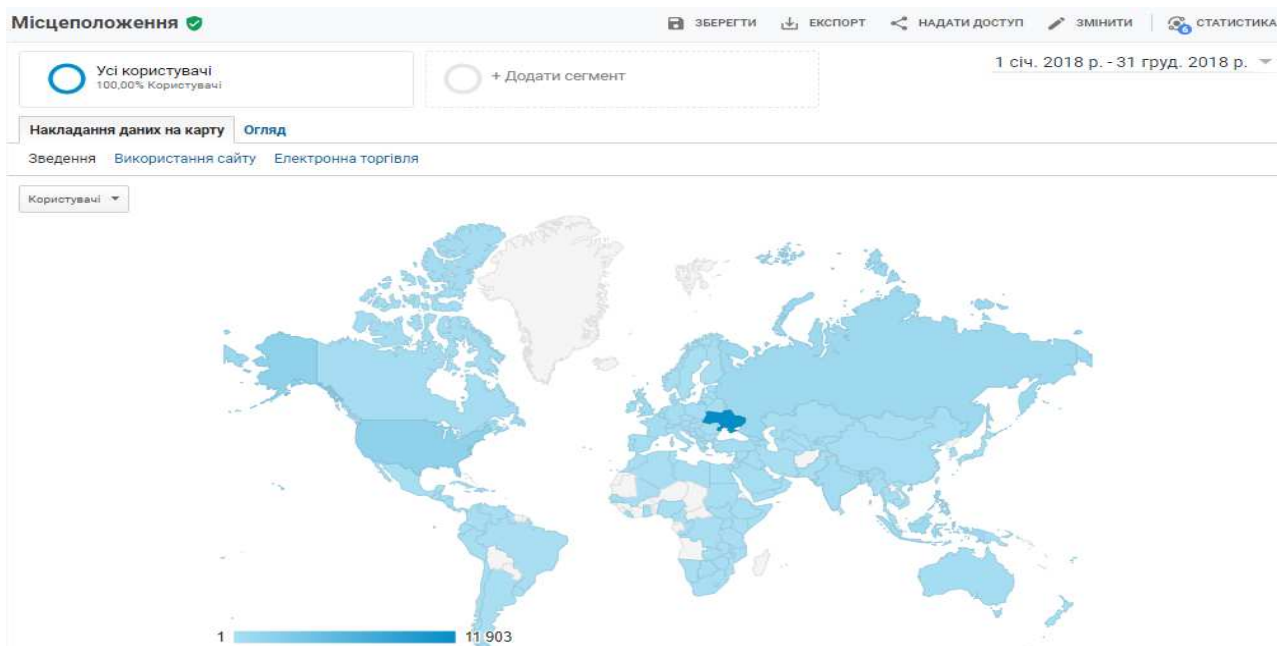 Місцеположення
ЗБЕРЕГТИ ЕКСПОРТ НАДАТИ ДОСТУП ЗМІНИТИ 6 СТАТИСТИКА
Усі користувачі
100,00% Користувачі
+ Додати сегмент
1 січ. 2018 р. - 31 груд. 2018 р.
Накладання даних на карту Огляд
Зведення Використання сайту Електронна торгівля
Користувачі
1 11 903